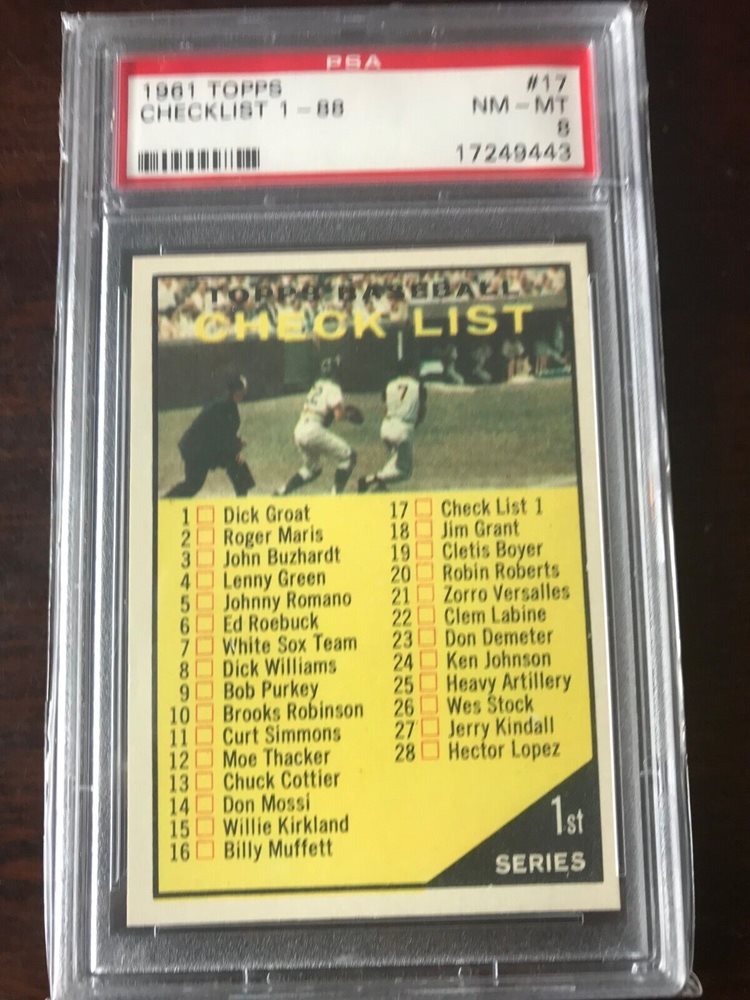 PSA
1961 TOPPS #17
CHECKLIST 1-88 NM-MT
8
17249443
TOPPS BASEBALL
CHECK LIST
12 7
1 Dick Groat
2 Roger Maris
3 John Buzhardt
4 Lenny Green
5 Johnny Romano
6 Ed Roebuck
7 White Sox Team
8 Dick Williams
9 Bob Purkey
10 Brooks Robinson
11 Curt Simmons
12 Moe Thacker
13 Chuck Cottier
14 Don Mossi
15 Willie Kirkland
16 Billy Muffett
17 Check List 1
18 Jim Grant
19 Cletis Boyer
20 Robin Roberts
21 Zorro Versalles
22 Clem Labine
23 Don Demeter
24 Ken Johnson
25 Heavy Artillery
26 Wes Stock
27 Jerry Kindall
28 Hector Lopez
1st
SERIES